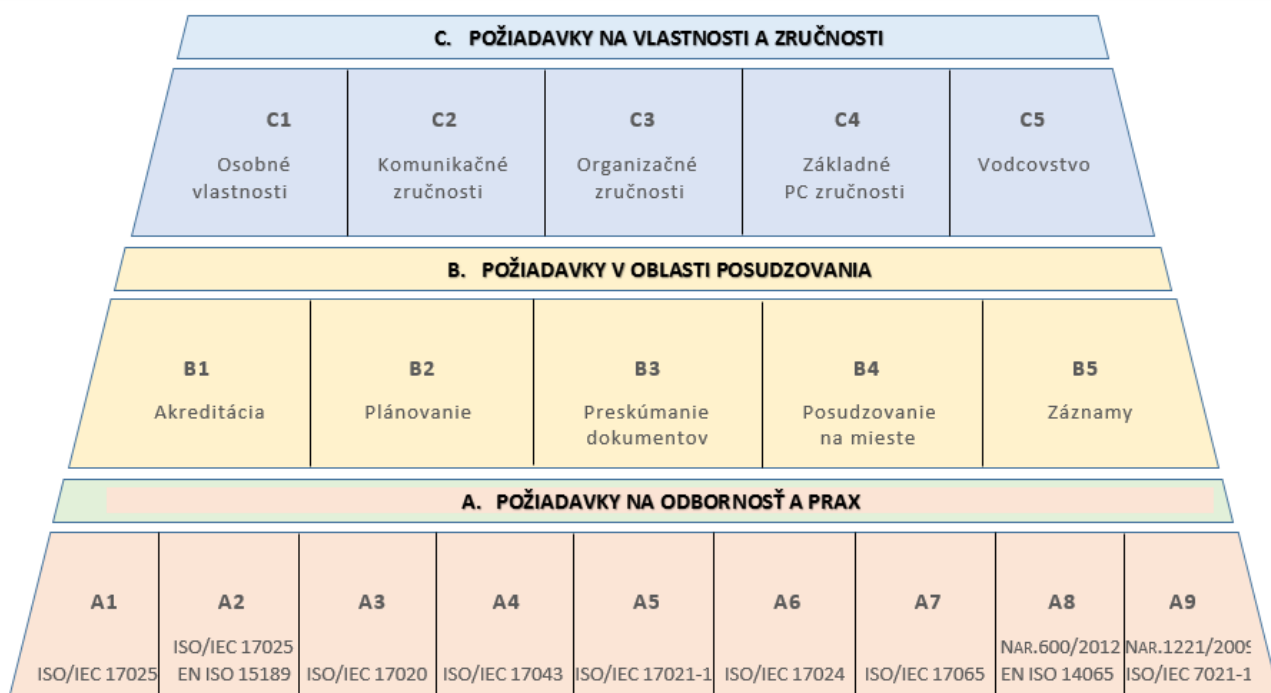 C. POŽIADAVKY NA VLASTNOSTI A ZRUČNOSTI
C1
Osobné
vlastnosti
C2
Komunikačné
zručnosti
C3
Organizačné
zručnosti
C4
Základné
PC zručnosti
C5
Vodcovstvo
B. POŽIADAVKY V OBLASTI POSUDZOVANIA
B1
Akreditácia
B2
Plánovanie
B3
Preskúmanie
dokumentov
B4
Posudzovanie
na mieste
B5
Záznamy
A. POŽIADAVKY NA ODBORNOSŤ A PRAX
A1
ISO/IEC 17025
A2
ISO/IEC 17025
EN ISO 15189
A3
ISO/IEC 17020
A4
ISO/IEC 17043
A5
ISO/IEC 17021-1
A6
ISO/IEC 17024
A7
ISO/IEC 17065
A8
NAR.600/2012
EN ISO 14065
A9
NAR.1221/2009
ISO/IEC 7021-1